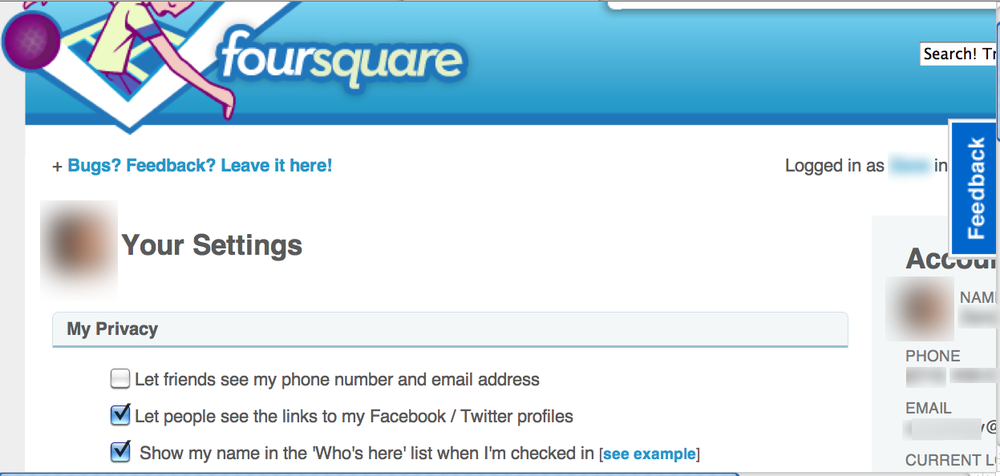 foursquare
Search! Tr
+ Bugs? Feedback? Leave it here!
Logged in as in
Feedback
Your Settings
My Privacy
Let friends see my phone number and email address
Let people see the links to my Facebook / Twitter profiles
Show my name in the 'Who's here' list when I'm checked in [see example]
Accou
NAM
PHONE
EMAIL
y@
CURRENT LO